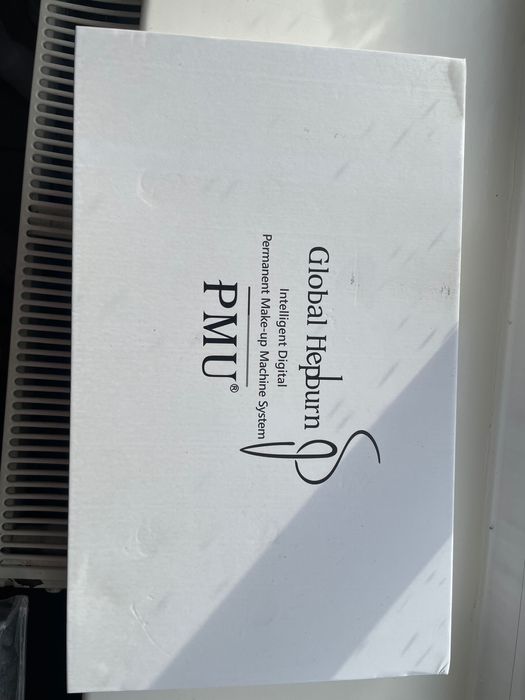 Global Hepburn
Intelligent Digital
Permanent Make-up Machine System
PMU®